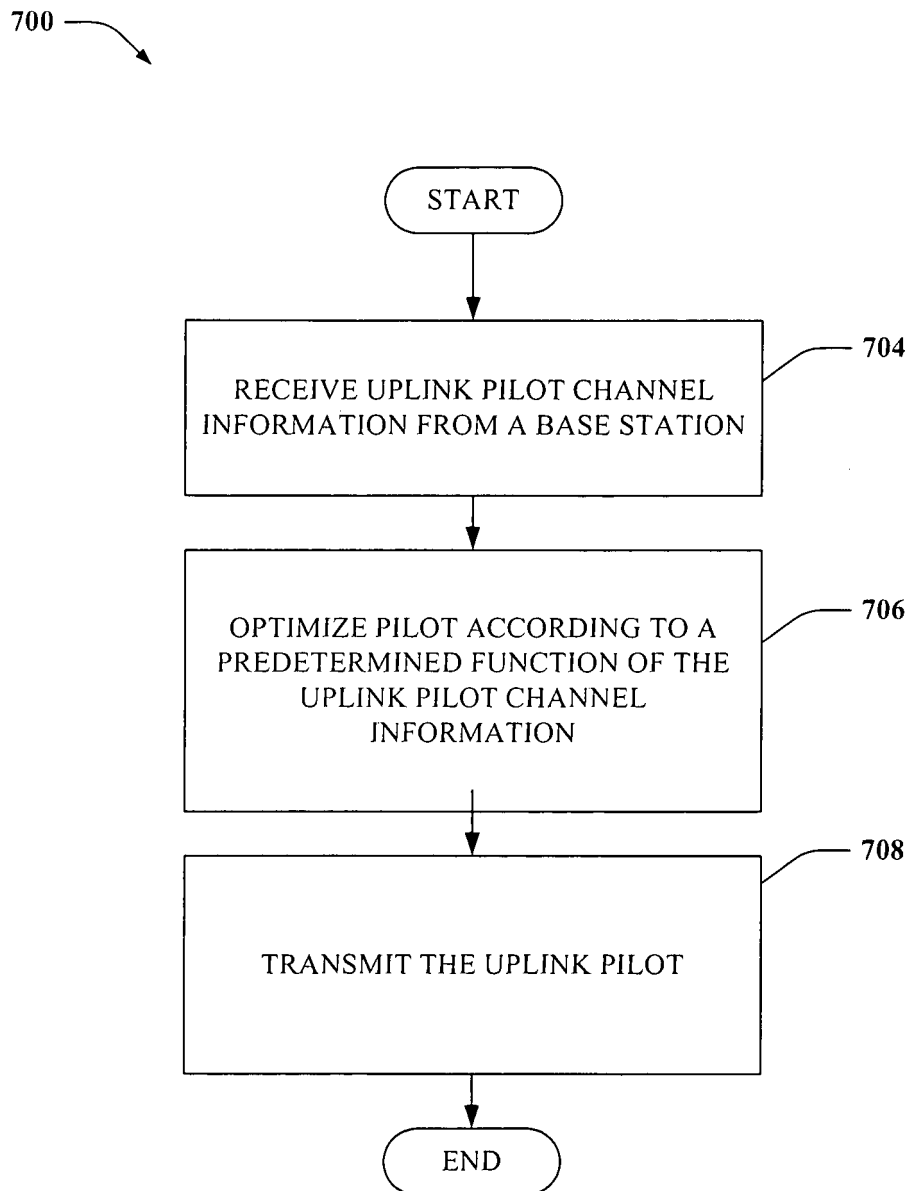 700
START
704
RECEIVE UPLINK PILOT CHANNEL
INFORMATION FROM A BASE STATION
706
OPTIMIZE PILOT ACCORDING TO A
PREDETERMINED FUNCTION OF THE
UPLINK PILOT CHANNEL
INFORMATION
708
TRANSMIT THE UPLINK PILOT
END